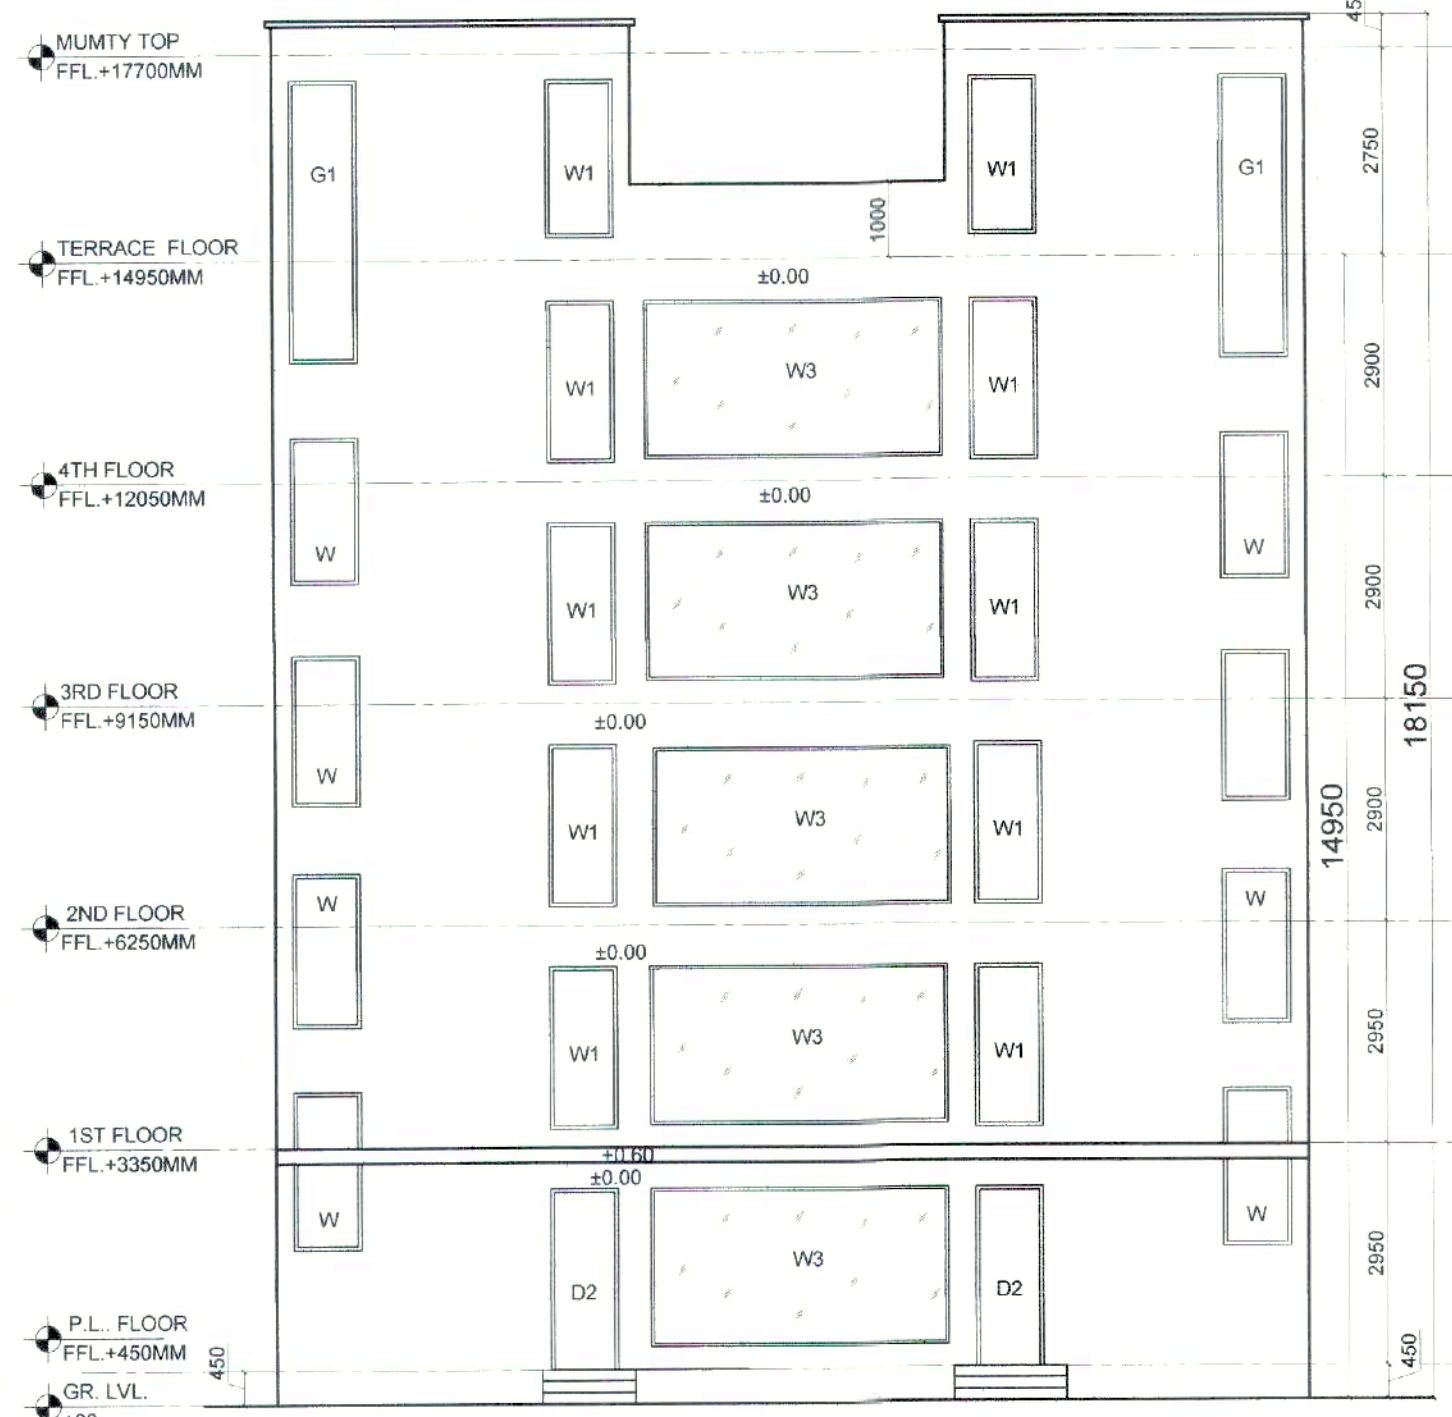 45
MUMTY TOP
FFL.+17700MM
2750
G1
W1
W1
G1
1000
TERRACE FLOOR
FFL.+14950MM
±0.00
W1
W3
W1
2900
4TH FLOOR
FFL.+12050MM
±0.00
W
W
W1
W3
W1
2900
3RD FLOOR
FFL.+9150MM
±0.00
18150
W
W1
W3
W1
14950
2900
2ND FLOOR
FFL.+6250MM
W
W
±0.00
W1
W3
W1
2950
1ST FLOOR
FFL.+3350MM
±0.00
W
W
W3
D2
D2
2950
P.L.. FLOOR
FFL.+450MM
450
450
GR. LVL.